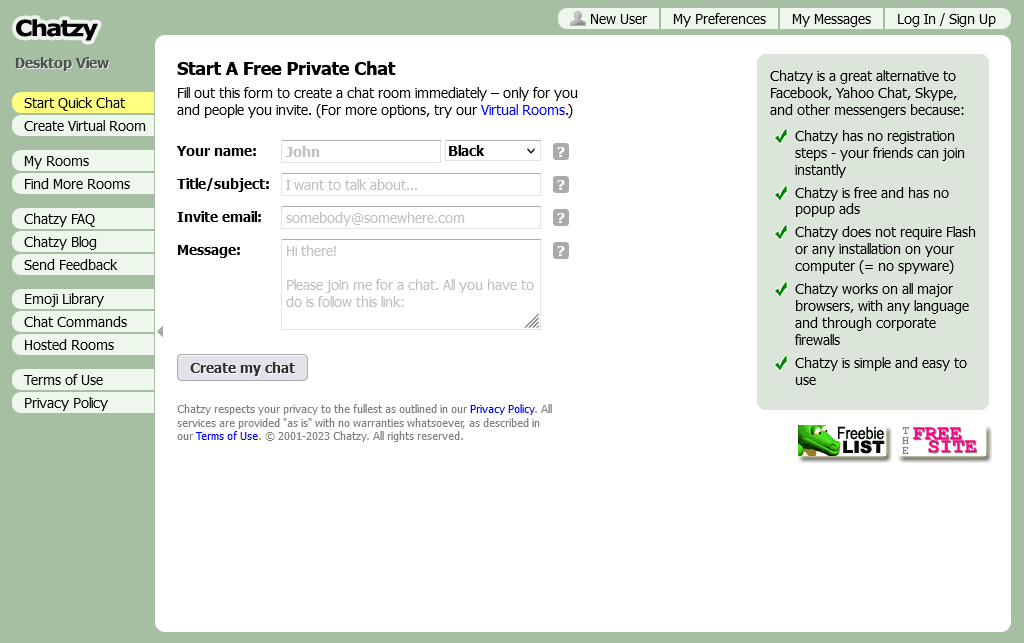 Chatzy
Desktop View
New User
My Preferences
My Messages
Log In / Sign Up
Start Quick Chat
Create Virtual Room
My Rooms
Find More Rooms
Chatzy FAQ
Chatzy Blog
Send Feedback
Emoji Library
Chat Commands
Hosted Rooms
Terms of Use
Privacy Policy
Start A Free Private Chat
Fill out this form to create a chat room immediately – only for you
and people you invite. (For more options, try our Virtual Rooms.)
Your name: John Black ?
Title/subject: I want to talk about... ?
Invite email: somebody@somewhere.com ?
Message: Hi there! ?
Please join me for a chat. All you have to
do is follow this link:
Create my chat
Chatzy respects your privacy to the fullest as outlined in our Privacy Policy. All
services are provided "as is" with no warranties whatsoever, as described in
our Terms of Use. © 2001-2023 Chatzy. All rights reserved.
Chatzy is a great alternative to
Facebook, Yahoo Chat, Skype,
and other messengers because:
Chatzy has no registration
steps - your friends can join
instantly
Chatzy is free and has no
popup ads
Chatzy does not require Flash
or any installation on your
computer (= no spyware)
Chatzy works on all major
browsers, with any language
and through corporate
firewalls
Chatzy is simple and easy to
use
Freebie
LIST
THE
FREE
SITE